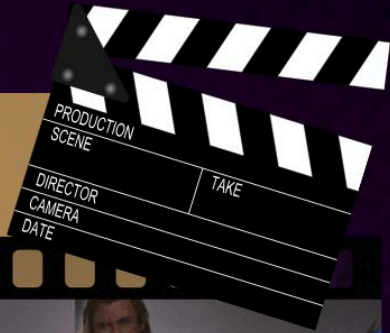 PRODUCTION
SCENE
TAKE
DIRECTOR
CAMERA
DATE